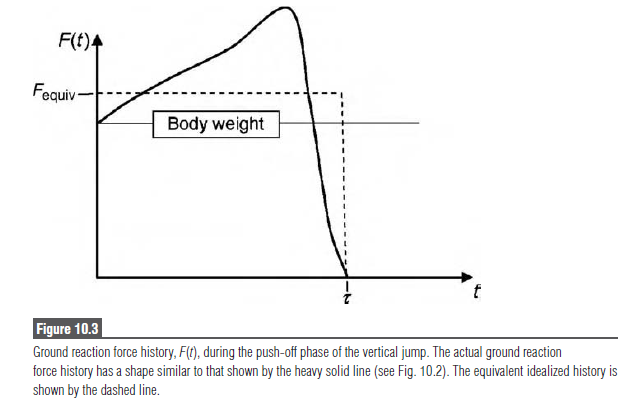 F(t)
Fequiv
Body weight
τ
t
Figure 10.3
Ground reaction force history, F(t), during the push-off phase of the vertical jump. The actual ground reaction
force history has a shape similar to that shown by the heavy solid line (see Fig. 10.2). The equivalent idealized history is
shown by the dashed line.